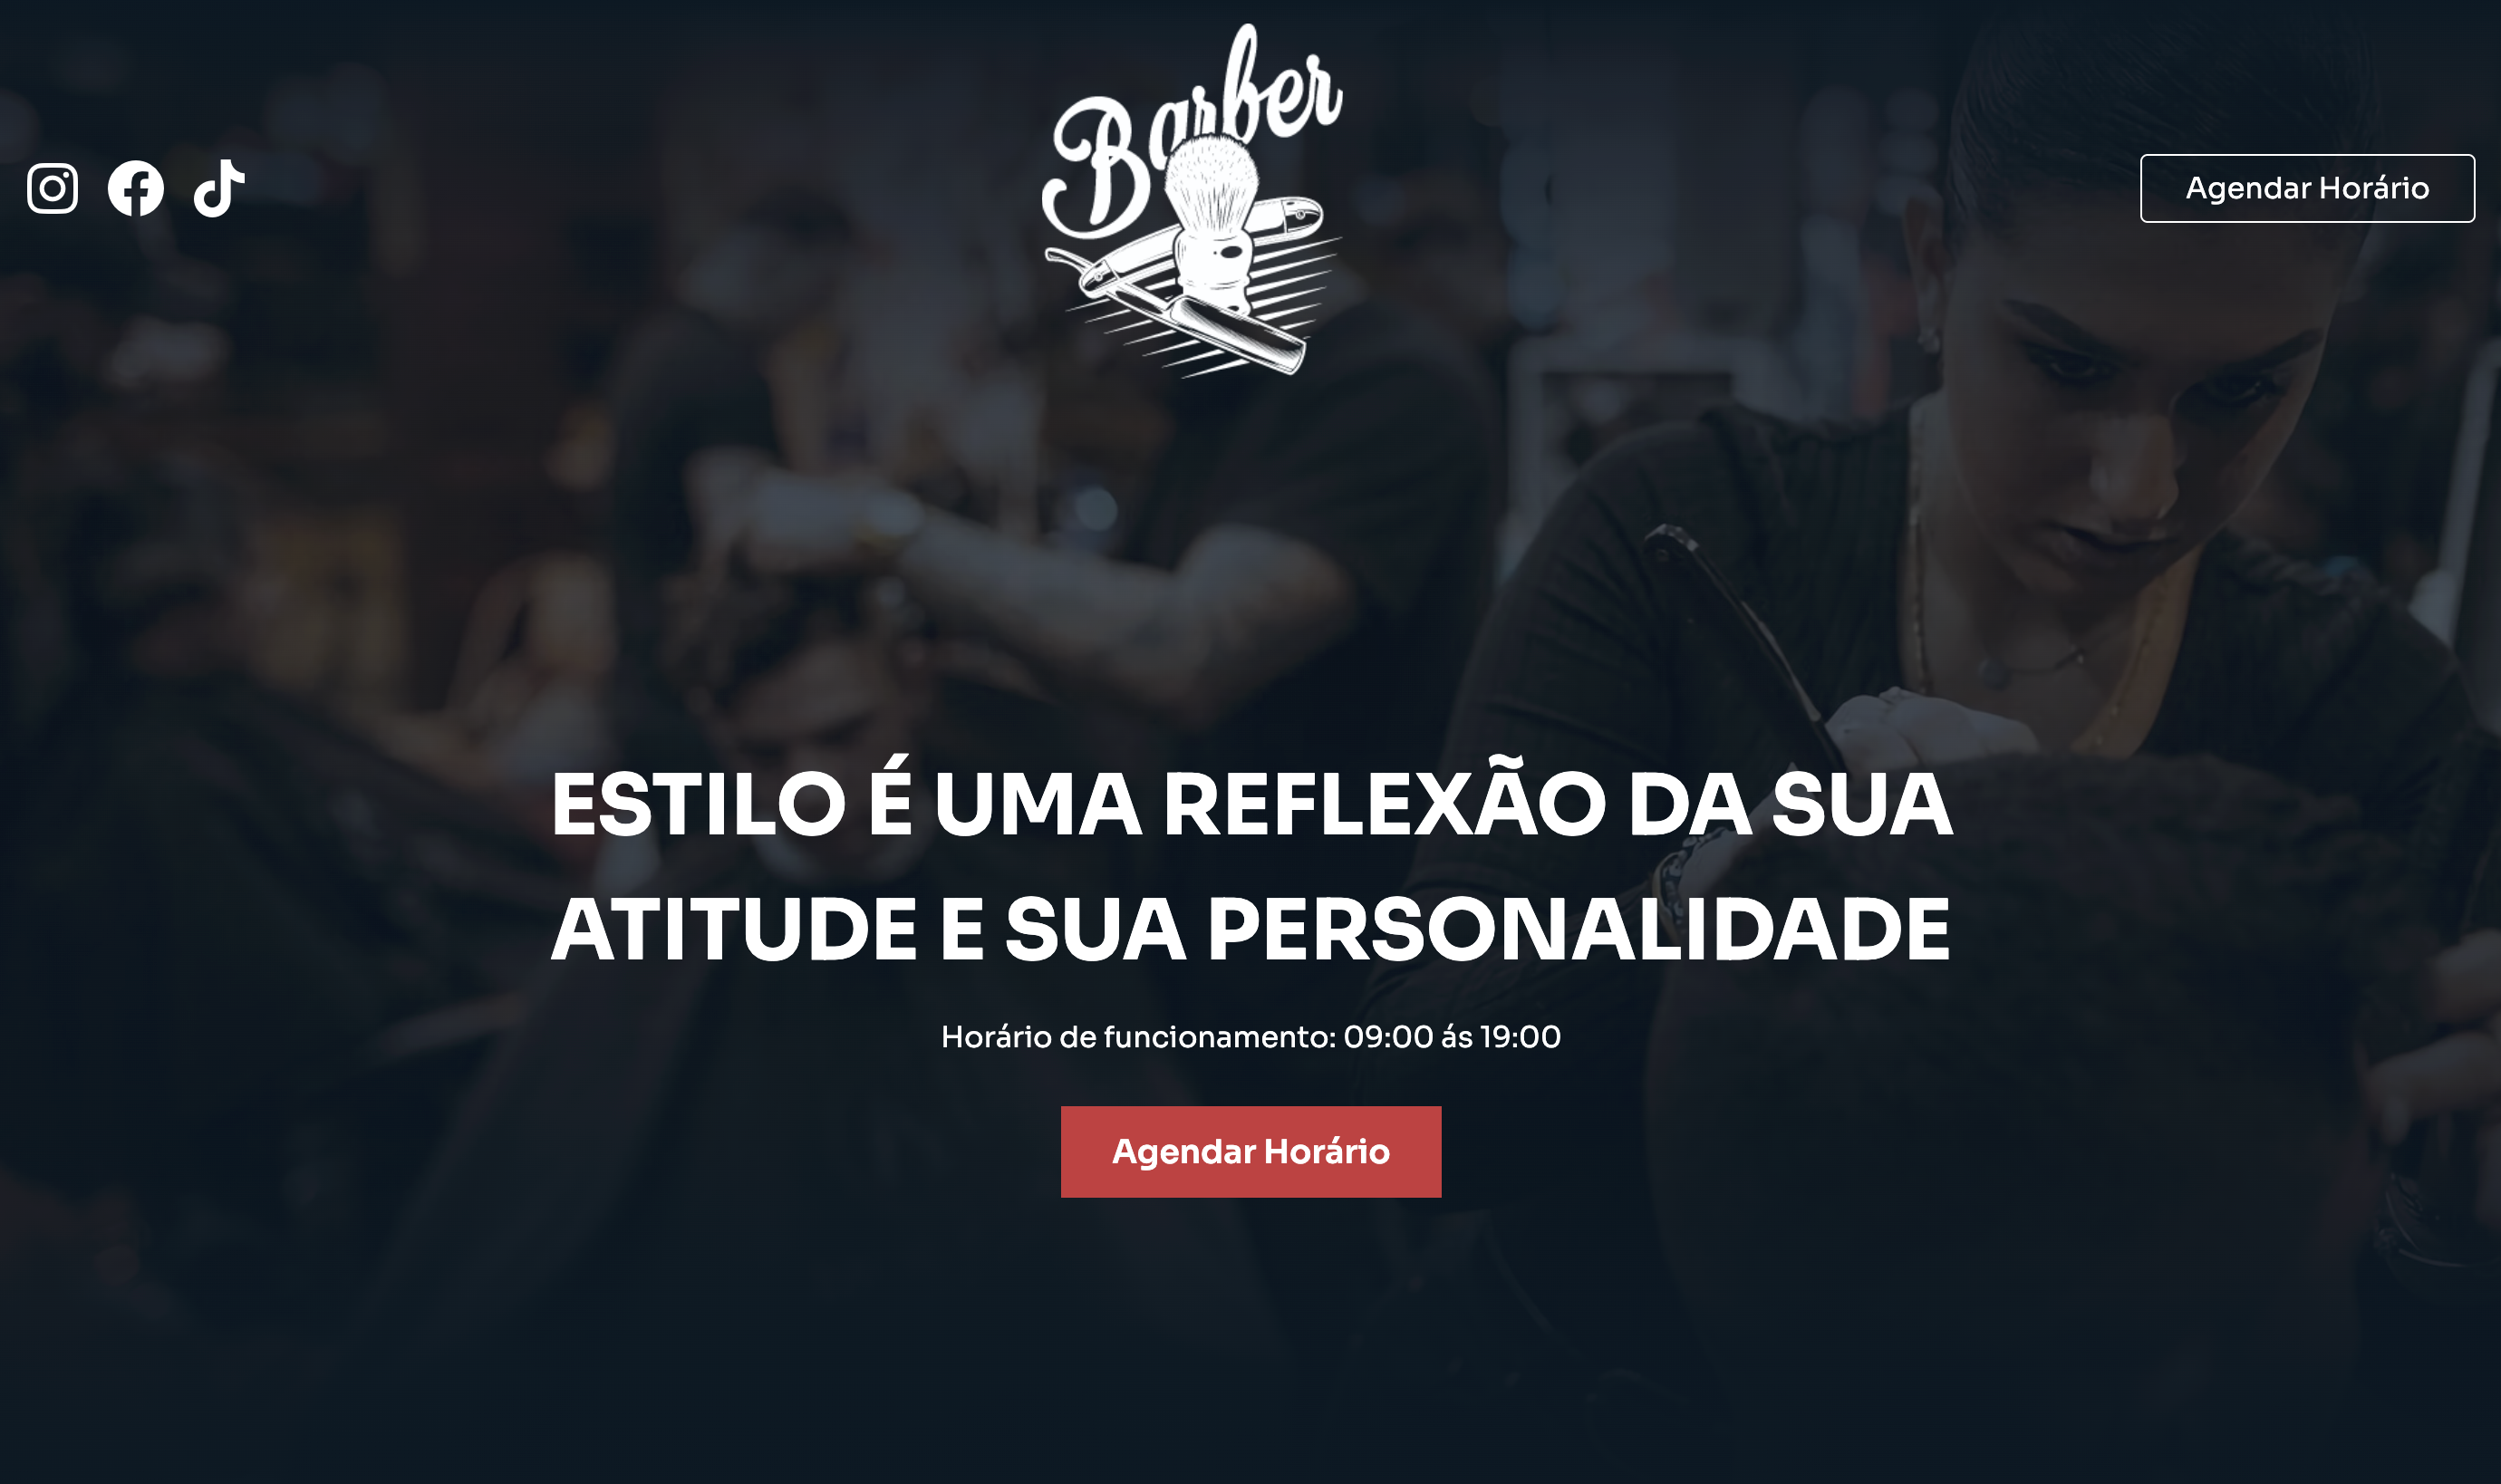 Barber
Agendar Horário
ESTILO É UMA REFLEXÃO DA SUA
ATITUDE E SUA PERSONALIDADE
Horário de funcionamento: 09:00 ás 19:00
Agendar Horário